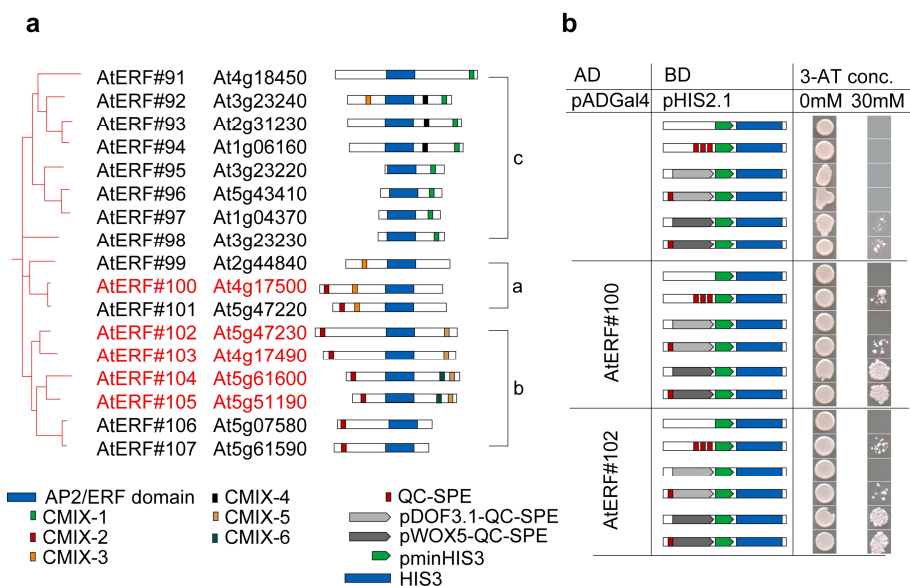 a
AtERF#91 At4g18450
AtERF#92 At3g23240
AtERF#93 At2g31230
AtERF#94 At1g06160
AtERF#95 At3g23220
AtERF#96 At5g43410
AtERF#97 At1g04370
AtERF#98 At3g23230
c
AtERF#99 At2g44840
AtERF#100 At4g17500
AtERF#101 At5g47220
a
AtERF#102 At5g47230
AtERF#103 At4g17490
AtERF#104 At5g61600
AtERF#105 At5g51190
AtERF#106 At5g07580
AtERF#107 At5g61590
b
AP2/ERF domain
CMIX-1
CMIX-2
CMIX-3
CMIX-4
CMIX-5
CMIX-6
QC-SPE
pDOF3.1-QC-SPE
pWOX5-QC-SPE
pminHIS3
HIS3
b
AD BD 3-AT conc.
pADGal4 pHIS2.1 0mM 30mM
AtERF#100
AtERF#102